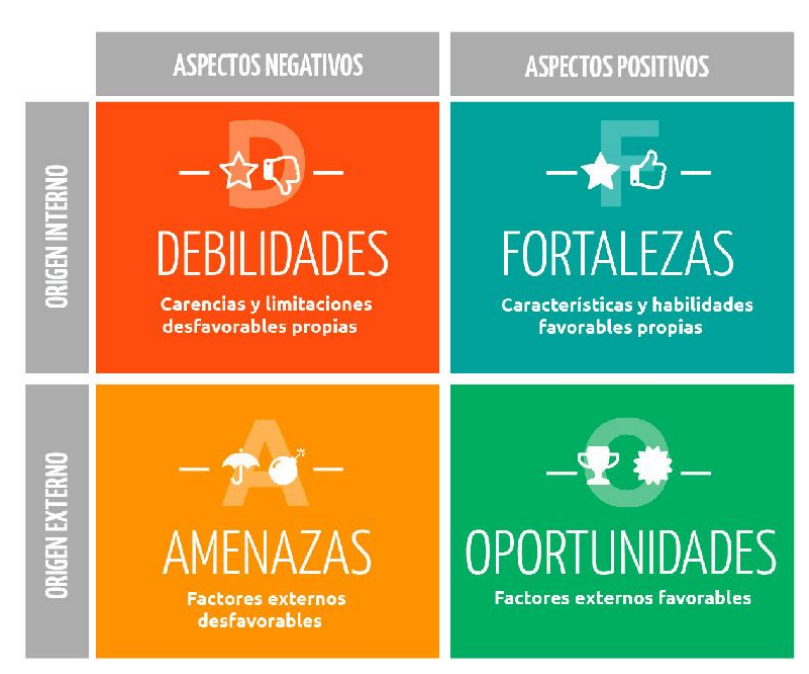 ASPECTOS NEGATIVOS
ASPECTOS POSITIVOS
ORIGEN INTERNO
D
DEBILIDADES
Carencias y limitaciones
desfavorables propias
F
FORTALEZAS
Características y habilidades
favorables propias
ORIGEN EXTERNO
A
AMENAZAS
Factores externos
desfavorables
O
OPORTUNIDADES
Factores externos favorables